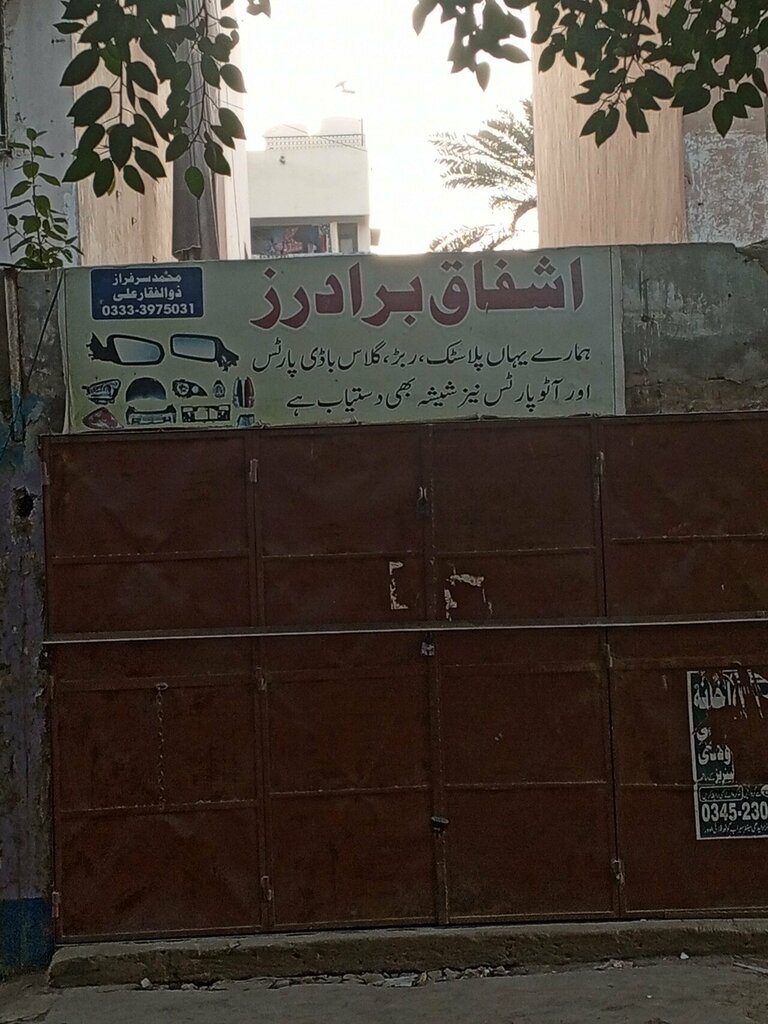 محمد سرفراز
ذوالفقار علی
0333-3975031
اشفاق برادرز
ہمارے یہاں پلاسٹک، ربڑ، گلاس باڈی پارٹس
اور آٹو پارٹس نیز شیشہ بھی دستیاب ہے
0345-230